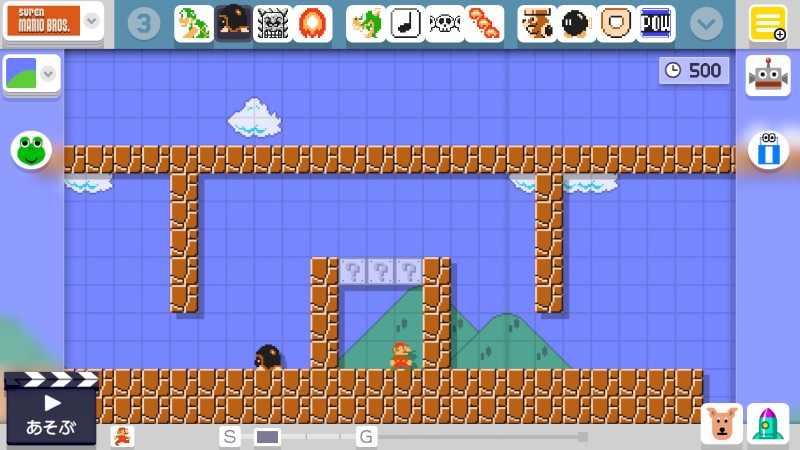 SUPER
MARIO BROS.
3
POW
500
? ? ?
あそぶ
S
G